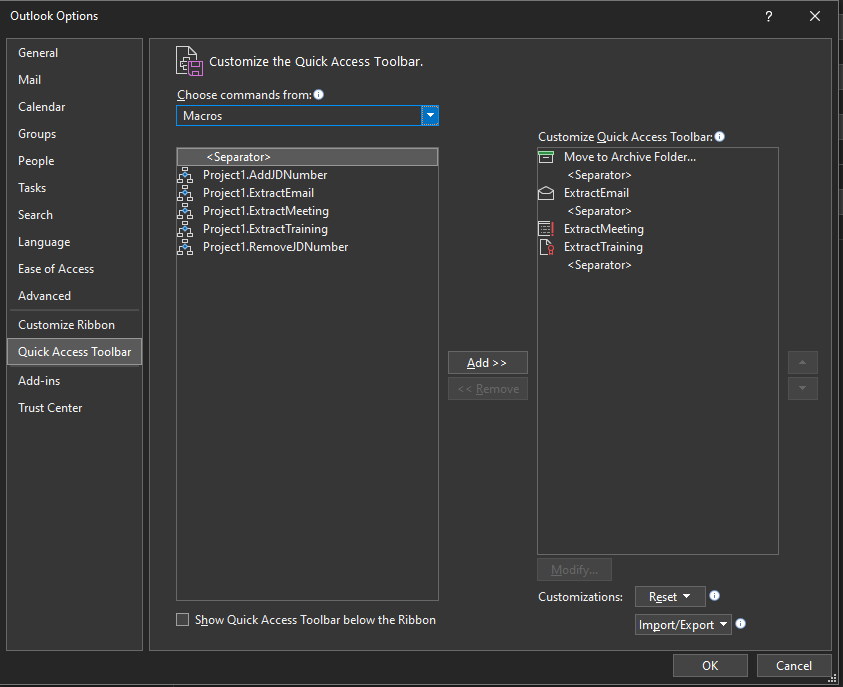 Outlook Options
?
General
Mail
Calendar
Groups
People
Tasks
Search
Language
Ease of Access
Advanced
Customize Ribbon
Quick Access Toolbar
Add-ins
Trust Center
Customize the Quick Access Toolbar.
Choose commands from:
Macros
<Separator>
Project1.AddJDNumber
Project1.ExtractEmail
Project1.ExtractMeeting
Project1.ExtractTraining
Project1.RemoveJDNumber
Show Quick Access Toolbar below the Ribbon
Add >>
<< Remove
Customize Quick Access Toolbar:
Move to Archive Folder...
<Separator>
ExtractEmail
<Separator>
ExtractMeeting
ExtractTraining
<Separator>
Modify...
Customizations:
Reset
Import/Export
OK
Cancel